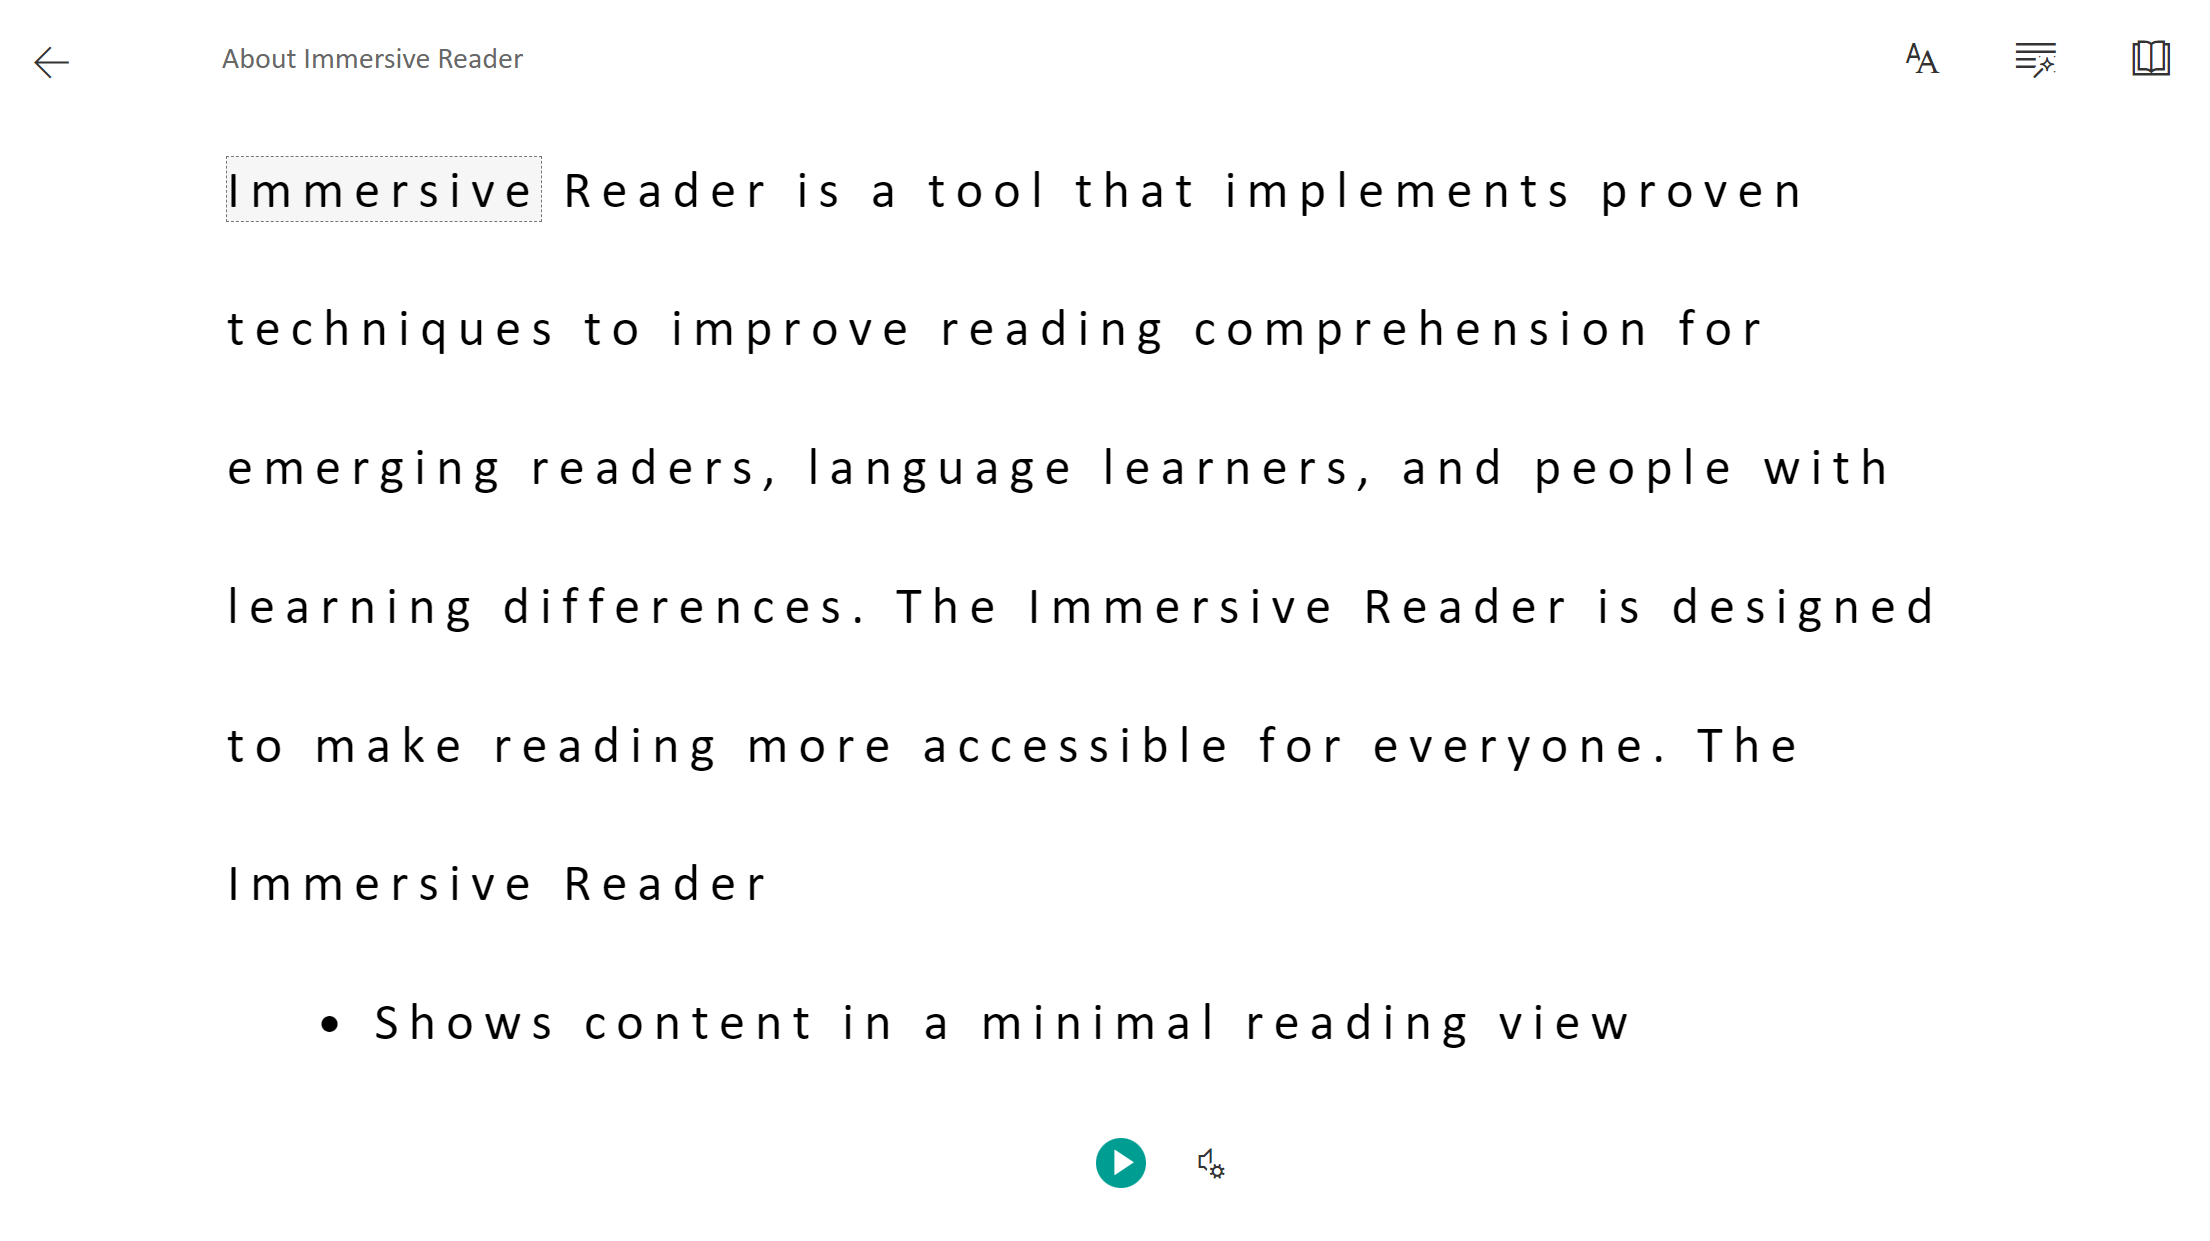 About Immersive Reader
Immersive Reader is a tool that implements proven
techniques to improve reading comprehension for
emerging readers, language learners, and people with
learning differences. The Immersive Reader is designed
to make reading more accessible for everyone. The
Immersive Reader
• Shows content in a minimal reading view